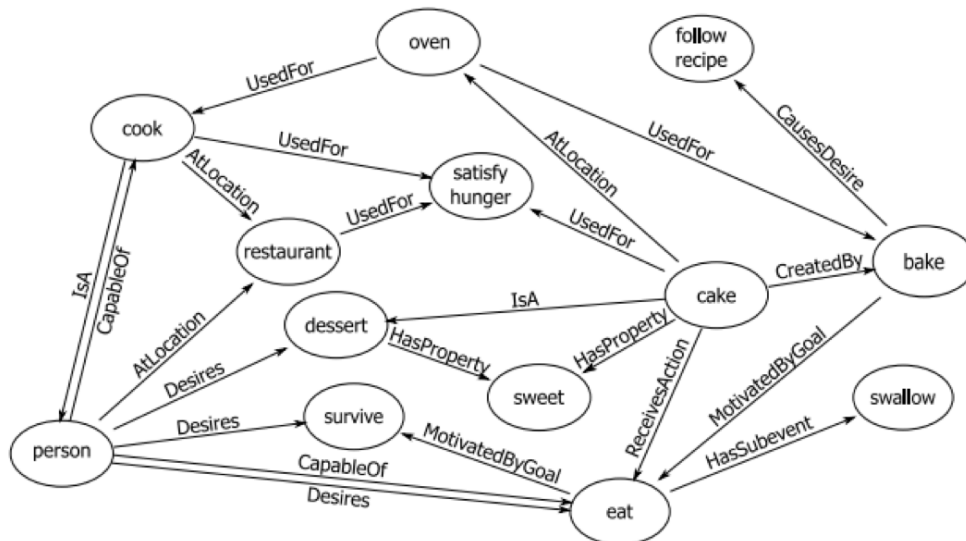 oven
follow
recipe
UsedFor
cook
UsedFor
AtLocation
UsedFor
CausesDesire
satisfy
hunger
AtLocation
UsedFor
restaurant
UsedFor
IsA
CapableOf
CreatedBy
bake
cake
IsA
dessert
HasProperty
HasProperty
AtLocation
Desires
sweet
ReceivesAction
MotivatedByGoal
swallow
survive
Desires
MotivatedByGoal
HasSubevent
person
CapableOf
Desires
eat